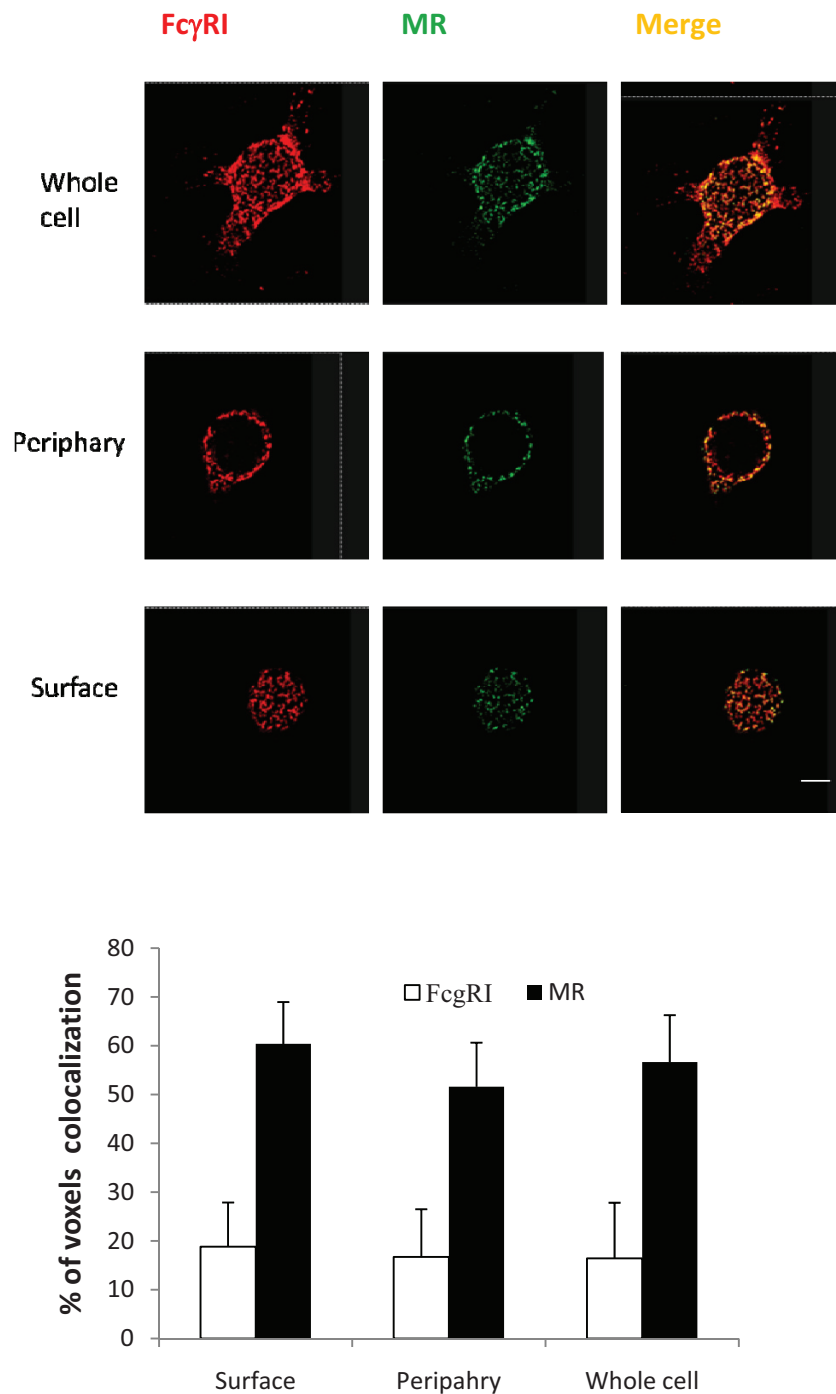 FcγRI MR Merge
Whole
cell
Periphary
Surface
% of voxels colocalization
80
70
60
50
40
30
20
10
0
FcgRI MR
Surface Peripahry Whole cell